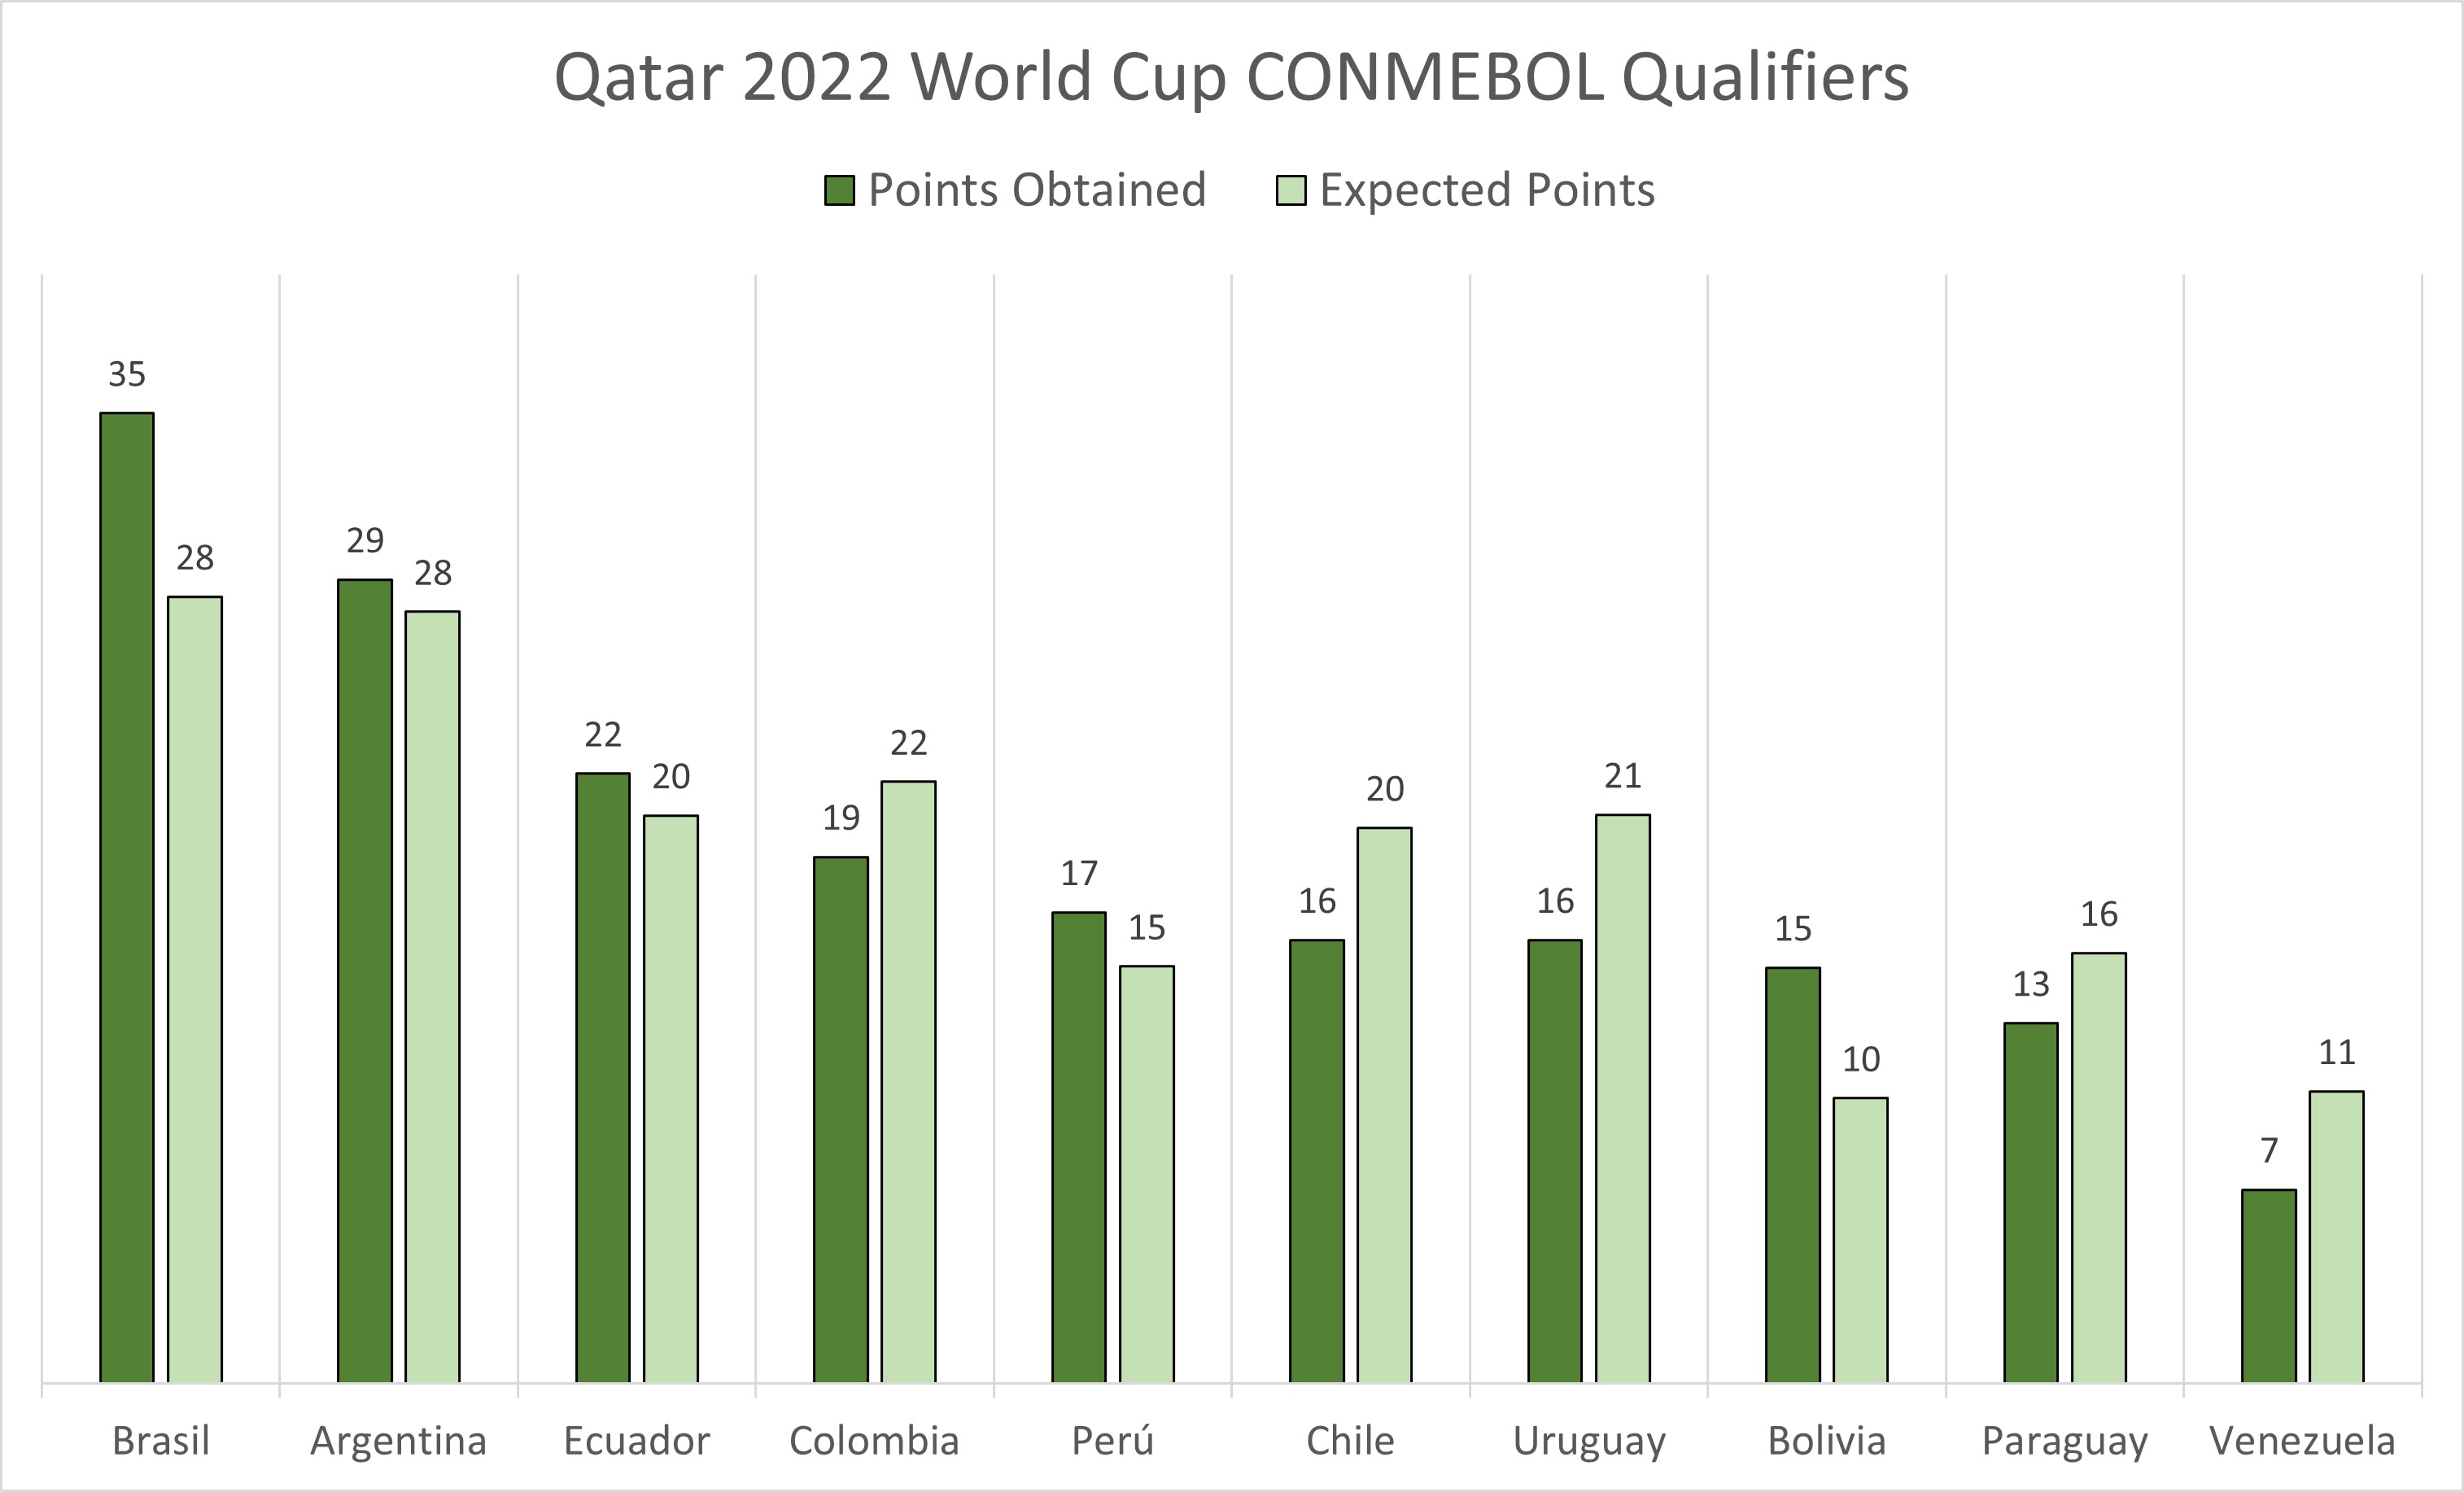 Qatar 2022 World Cup CONMEBOL Qualifiers
Points Obtained Expected Points
35 28 29 28 22 20 19 22 17 15 16 20 16 21 15 10 13 16 7 11
Brasil Argentina Ecuador Colombia Perú Chile Uruguay Bolivia Paraguay Venezuela